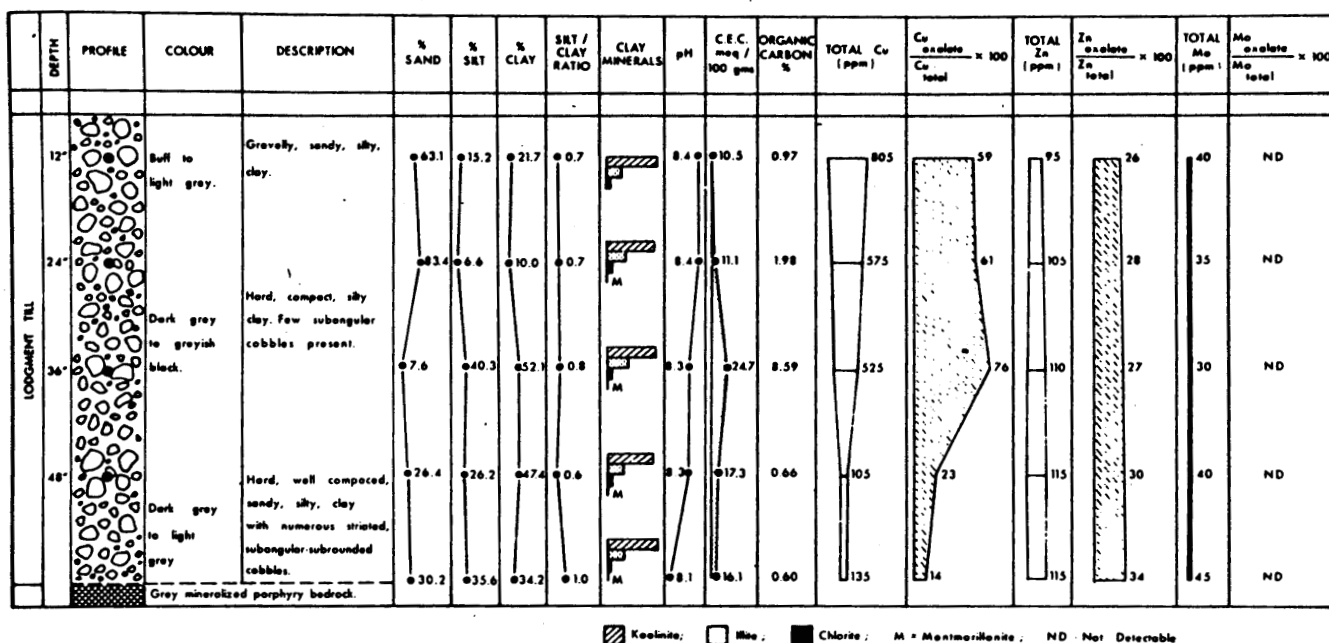 DEPTH
PROFILE
COLOUR
DESCRIPTION
%
SAND
%
SILT
%
CLAY
SILT /
CLAY
RATIO
CLAY
MINERALS
pH
C.E.C.
meq /
100 gms
ORGANIC
CARBON
%
TOTAL Cu
(ppm)
Cu
oxalate
Cu
total
x 100
TOTAL
Zn
(ppm)
Zn
oxalate
Zn
total
x 100
TOTAL
Mo
(ppm)
Mo
oxalate
Mo
total
x 100
LODGMENT TILL
12"
Buff to
light grey.
Gravelly, sandy, silty,
clay.
63.1 15.2 21.7 0.7 8.4 10.5 0.97 805 59 95 26 40 ND
24"
83.4 6.6 10.0 0.7 M 8.4 11.1 1.98 575 61 105 28 35 ND
Dark grey
to greyish
black.
Hard, compact, silty
clay. Few subangular
cobbles present.
36"
7.6 40.3 52.1 0.8 M 8.3 24.7 8.59 525 76 110 27 30 ND
48"
26.4 26.2 47.4 0.6 M 8.3 17.3 0.66 105 23 115 30 40 ND
Dark grey
to light
grey
Hard, well compaced,
sandy, silty, clay
with numerous striated,
subangular-subrounded
cobbles.
30.2 35.6 34.2 1.0 M 8.1 16.1 0.60 135 14 115 34 45 ND
Grey mineralized porphyry bedrock.
Kaolinite; Illite; Chlorite; M = Montmorillonite; ND - Not Detectable